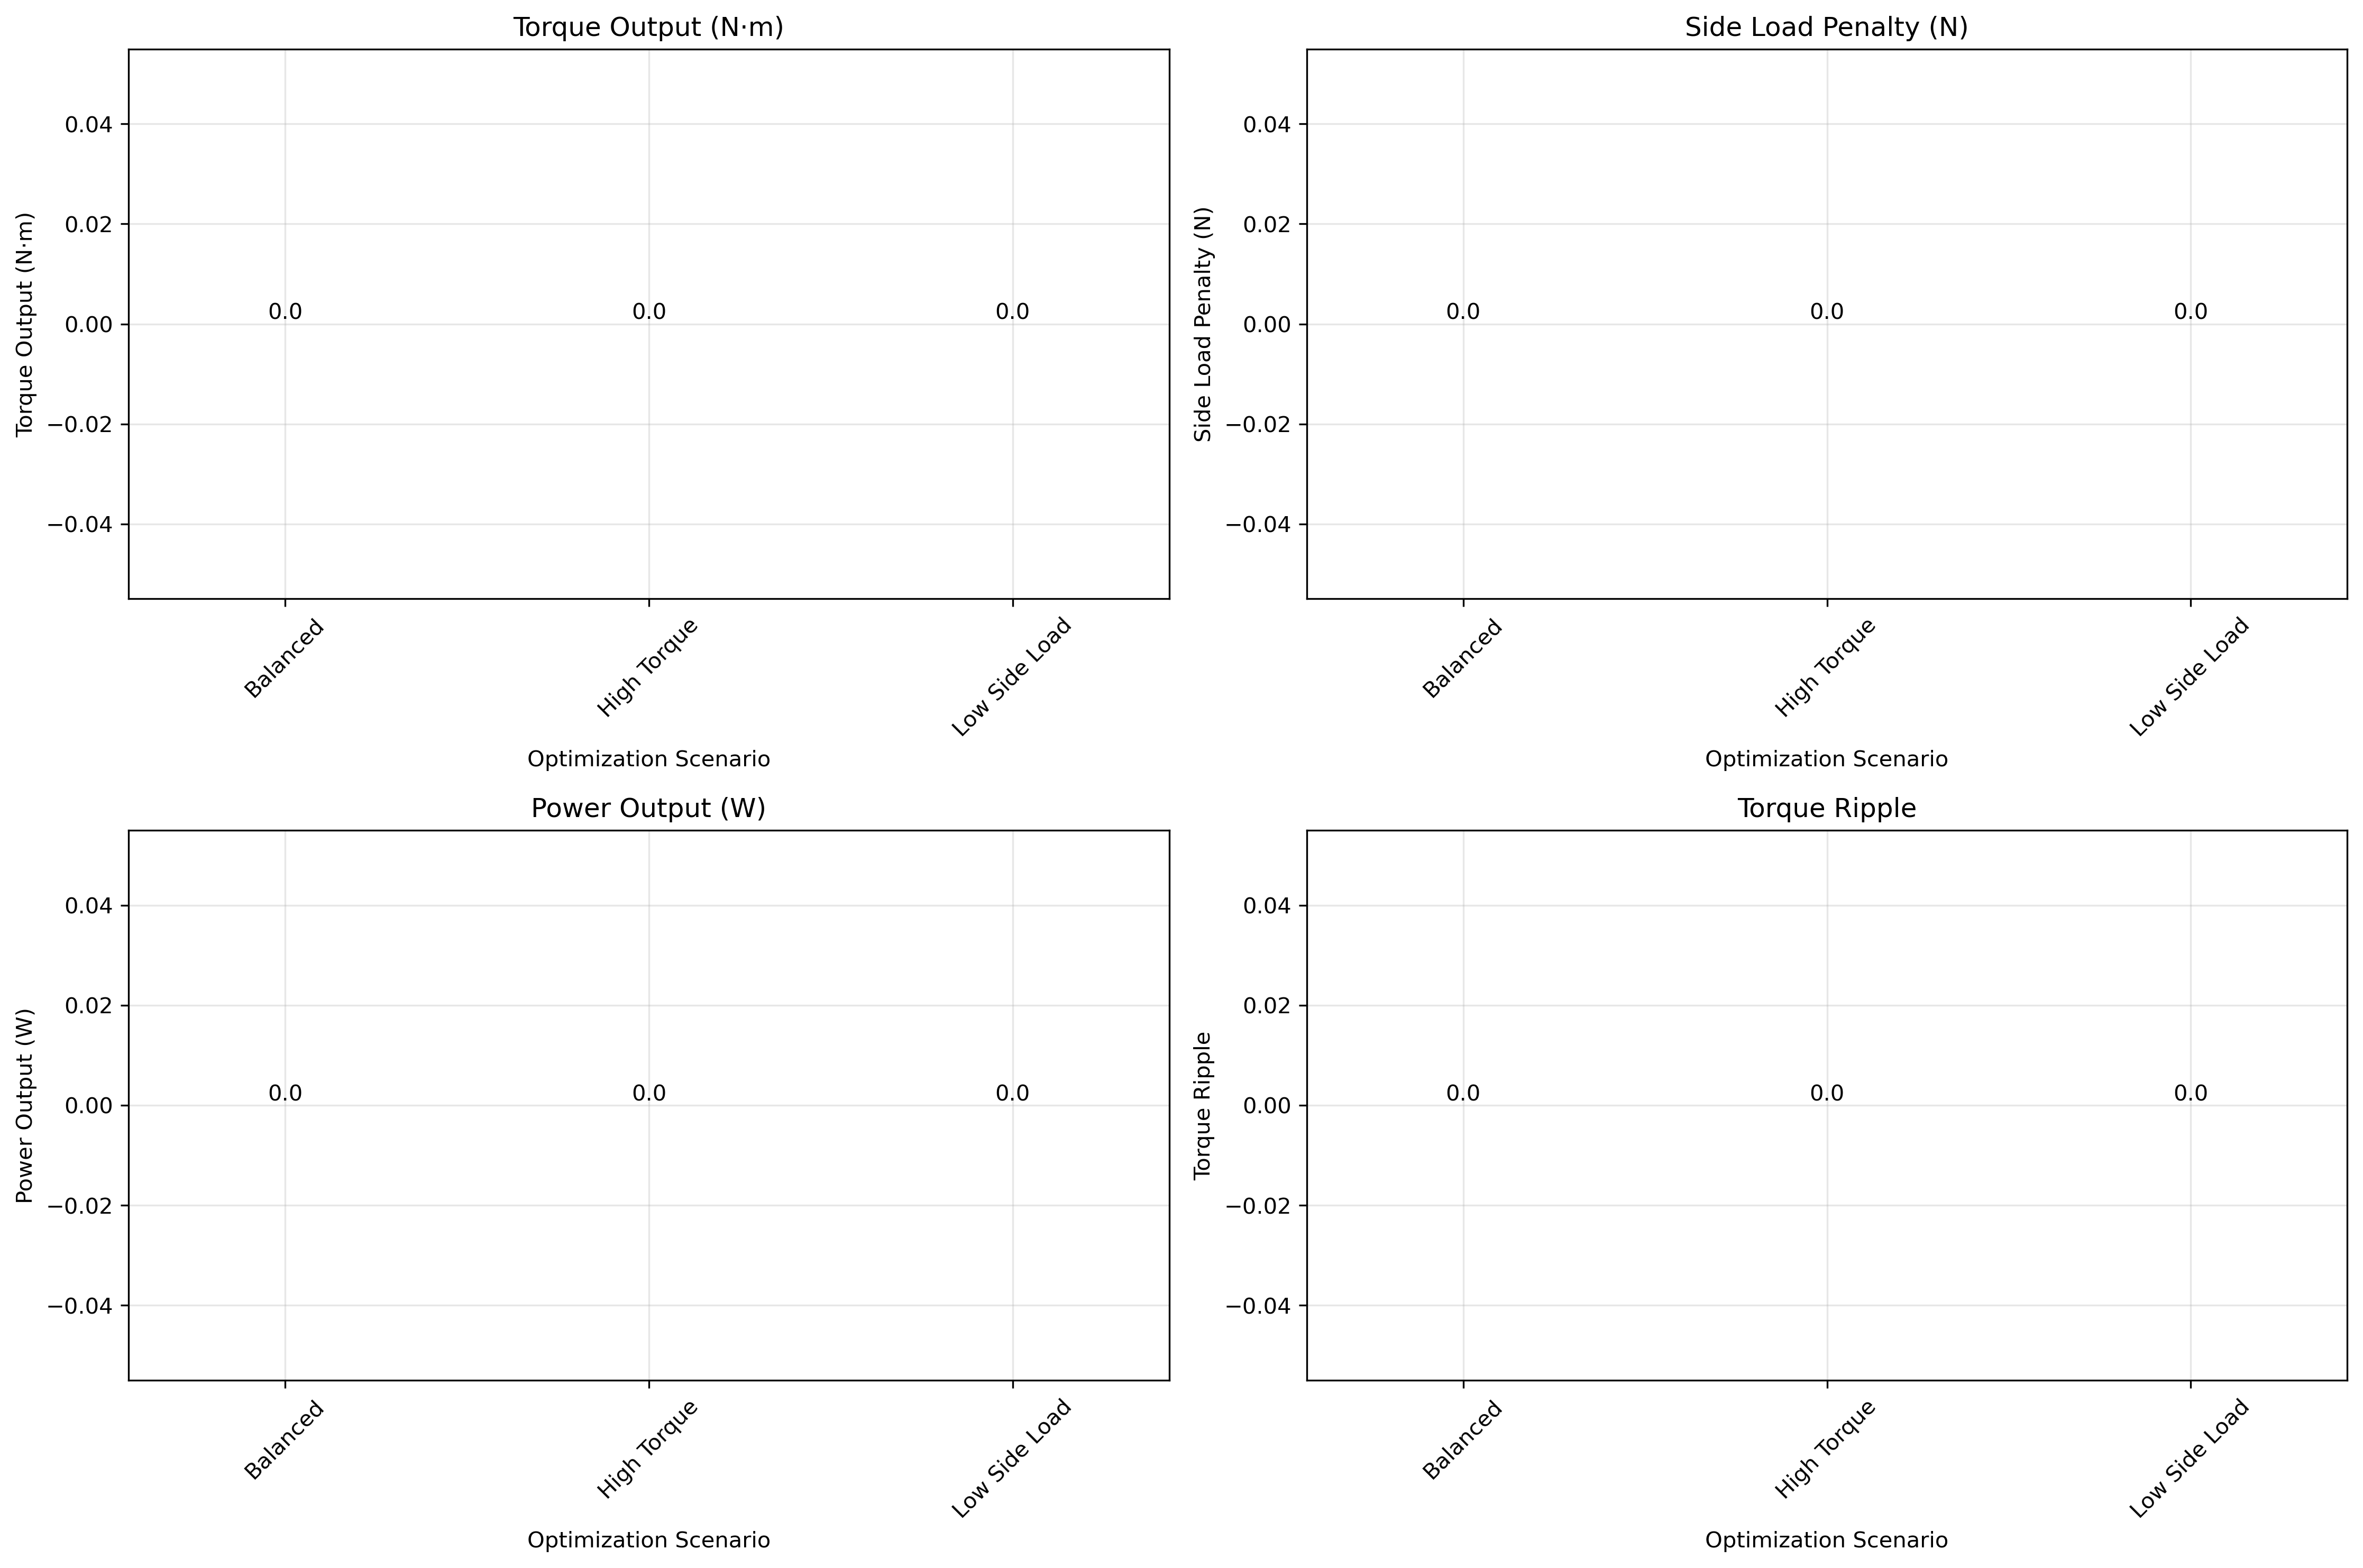 Torque Output (N·m)
Torque Output (N·m)
0.04
0.02
0.00
−0.02
−0.04
0.0
0.0
0.0
Balanced
High Torque
Low Side Load
Optimization Scenario
Side Load Penalty (N)
Side Load Penalty (N)
0.04
0.02
0.00
−0.02
−0.04
0.0
0.0
0.0
Balanced
High Torque
Low Side Load
Optimization Scenario
Power Output (W)
Power Output (W)
0.04
0.02
0.00
−0.02
−0.04
0.0
0.0
0.0
Balanced
High Torque
Low Side Load
Optimization Scenario
Torque Ripple
Torque Ripple
0.04
0.02
0.00
−0.02
−0.04
0.0
0.0
0.0
Balanced
High Torque
Low Side Load
Optimization Scenario